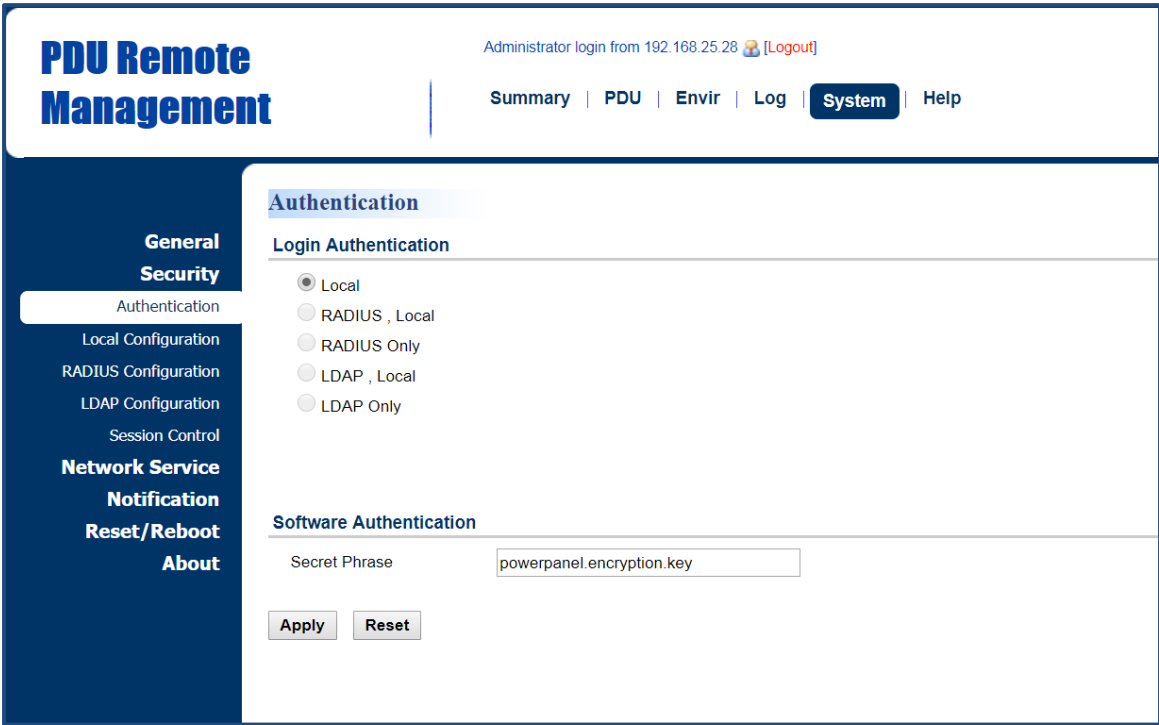 PDU Remote
Management
Administrator login from 192.168.25.28 [Logout]
Summary | PDU | Envir | Log | System | Help
General
Security
Authentication
Local Configuration
RADIUS Configuration
LDAP Configuration
Session Control
Network Service
Notification
Reset/Reboot
About
Authentication
Login Authentication
Local
RADIUS , Local
RADIUS Only
LDAP , Local
LDAP Only
Software Authentication
Secret Phrase powerpanel.encryption.key
Apply Reset